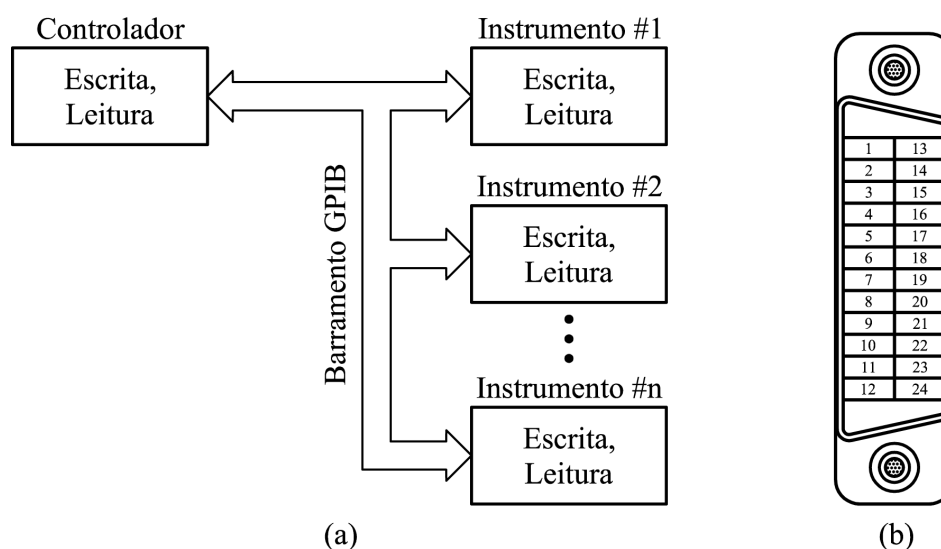 Controlador
Escrita,
Leitura
Barramento GPIB
Instrumento #1
Escrita,
Leitura
Instrumento #2
Escrita,
Leitura
Instrumento #n
Escrita,
Leitura
(a)
1 13
2 14
3 15
4 16
5 17
6 18
7 19
8 20
9 21
10 22
11 23
12 24
(b)